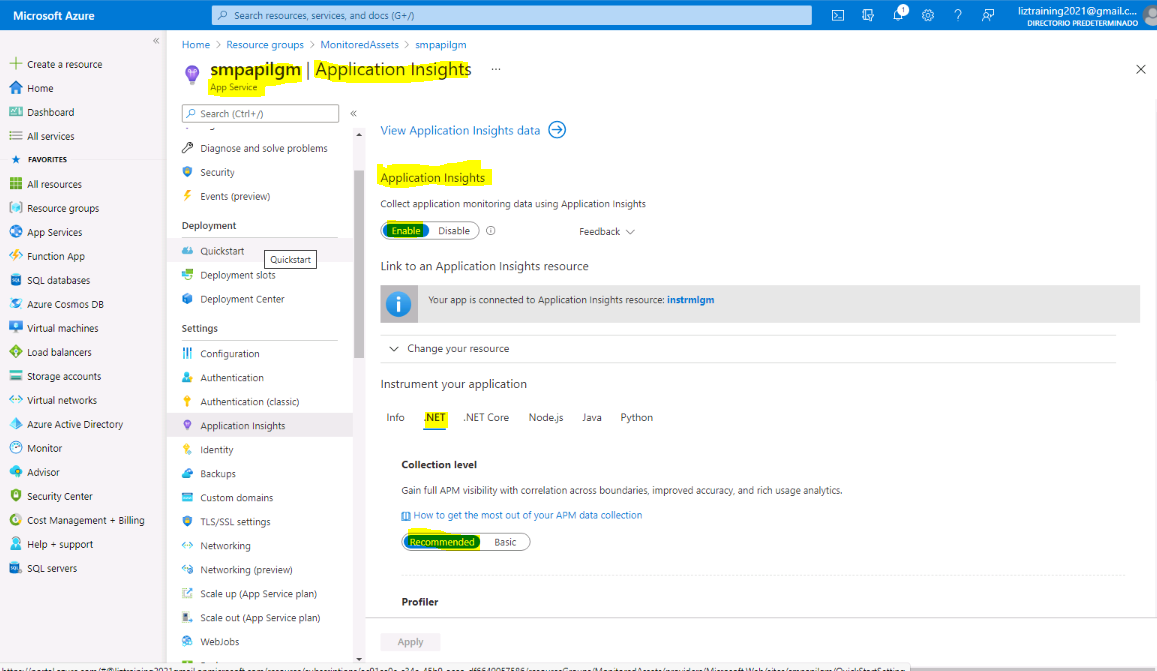 Microsoft Azure
Search resources, services, and docs (G+/)
1
liztraining2021@gmail.c...
DIRECTORIO PREDETERMINADO
Create a resource
Home
Dashboard
All services
FAVORITES
All resources
Resource groups
App Services
Function App
SQL databases
Azure Cosmos DB
Virtual machines
Load balancers
Storage accounts
Virtual networks
Azure Active Directory
Monitor
Advisor
Security Center
Cost Management + Billing
Help + support
SQL servers
Home > Resource groups > MonitoredAssets > smpapilgm
smpapilgm | Application Insights ...
App Service
Search (Ctrl+/)
Diagnose and solve problems
Security
Events (preview)
Deployment
Quickstart
Quickstart
Deployment slots
Deployment Center
Settings
Configuration
Authentication
Authentication (classic)
Application Insights
Identity
Backups
Custom domains
TLS/SSL settings
Networking
Networking (preview)
Scale up (App Service plan)
Scale out (App Service plan)
WebJobs
View Application Insights data
Application Insights
Collect application monitoring data using Application Insights
Enable Disable
Feedback
Link to an Application Insights resource
Your app is connected to Application Insights resource: instrmlgm
Change your resource
Instrument your application
Info .NET .NET Core Node.js Java Python
Collection level
Gain full APM visibility with correlation across boundaries, improved accuracy, and rich usage analytics.
How to get the most out of your APM data collection
Recommended Basic
Profiler
Apply